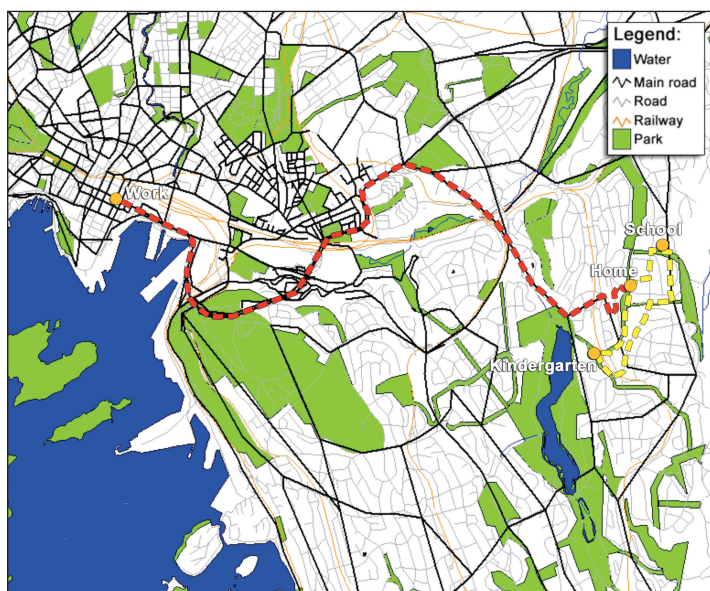 Legend:
Water
Main road
Road
Railway
Park
Work
School
Home
Kindergarten